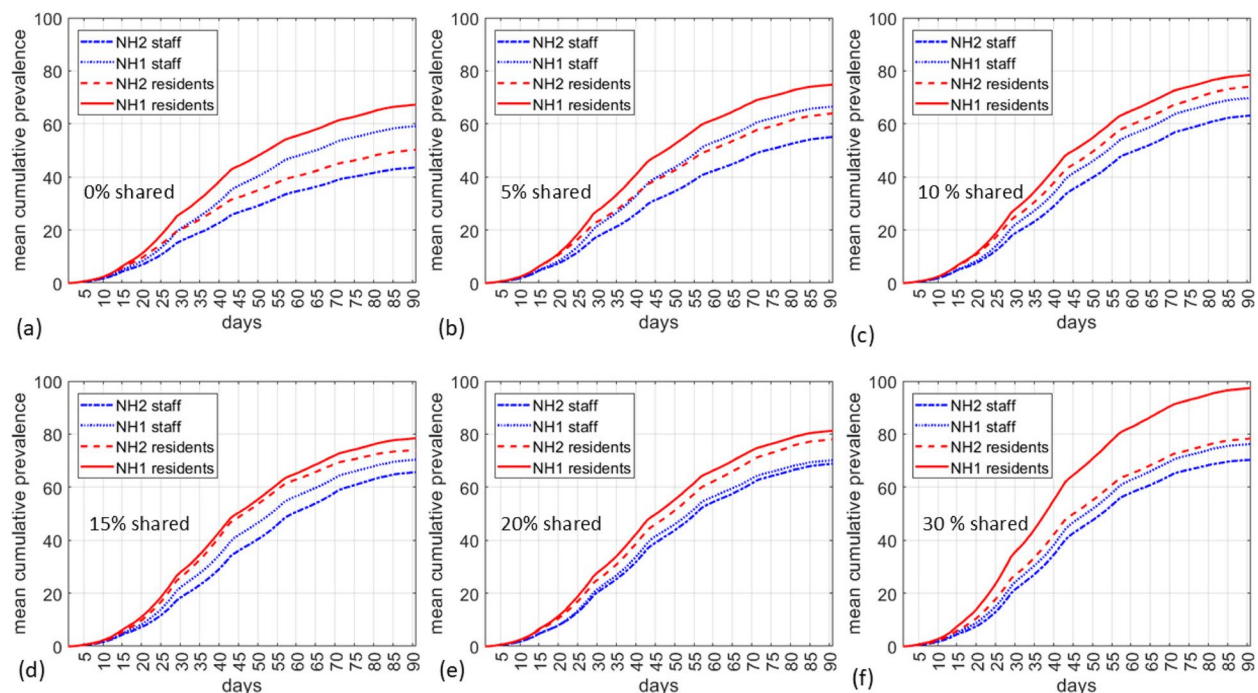 mean cumulative prevalence
100
80
60
40
20
0
NH2 staff
NH1 staff
NH2 residents
NH1 residents
0% shared
5 10 15 20 25 30 35 40 45 50 55 60 65 70 75 80 85 90
days
(a)
mean cumulative prevalence
100
80
60
40
20
0
NH2 staff
NH1 staff
NH2 residents
NH1 residents
5% shared
5 10 15 20 25 30 35 40 45 50 55 60 65 70 75 80 85 90
days
(b)
mean cumulative prevalence
100
80
60
40
20
0
NH2 staff
NH1 staff
NH2 residents
NH1 residents
10 % shared
5 10 15 20 25 30 35 40 45 50 55 60 65 70 75 80 85 90
days
(c)
mean cumulative prevalence
100
80
60
40
20
0
NH2 staff
NH1 staff
NH2 residents
NH1 residents
15% shared
5 10 15 20 25 30 35 40 45 50 55 60 65 70 75 80 85 90
days
(d)
mean cumulative prevalence
100
80
60
40
20
0
NH2 staff
NH1 staff
NH2 residents
NH1 residents
20% shared
5 10 15 20 25 30 35 40 45 50 55 60 65 70 75 80 85 90
days
(e)
mean cumulative prevalence
100
80
60
40
20
0
NH2 staff
NH1 staff
NH2 residents
NH1 residents
30 % shared
5 10 15 20 25 30 35 40 45 50 55 60 65 70 75 80 85 90
days
(f)